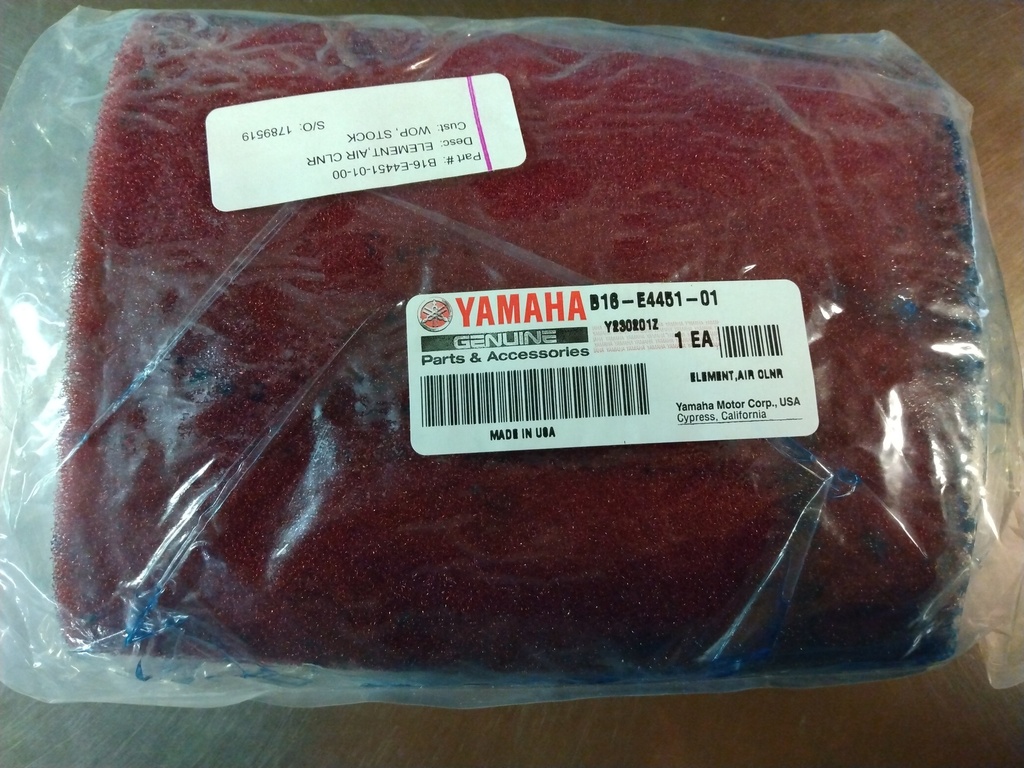 Part #: B16-E4451-01-00
Desc: ELEMENT,AIR CLNR
Cust: WOP, STOCK
S/O: 1789519
YAMAHA B16-E4451-01
GENUINE Y230201Z
Parts & Accessories 1 EA
ELEMENT,AIR CLNR
Yamaha Motor Corp., USA
Cypress, California
MADE IN USA